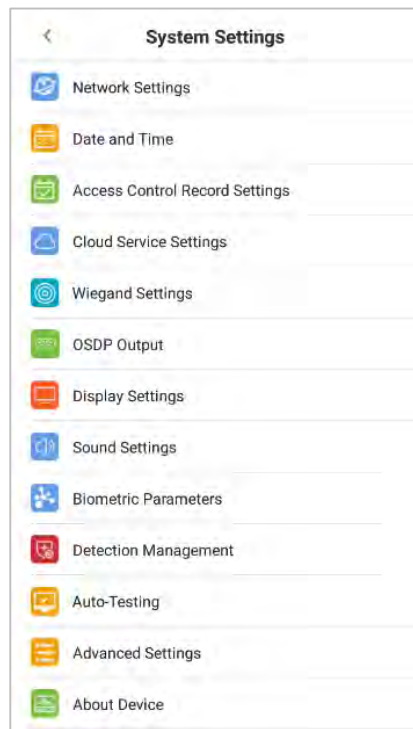 System Settings
Network Settings
Date and Time
Access Control Record Settings
Cloud Service Settings
Wiegand Settings
OSDP Output
Display Settings
Sound Settings
Biometric Parameters
Detection Management
Auto-Testing
Advanced Settings
About Device